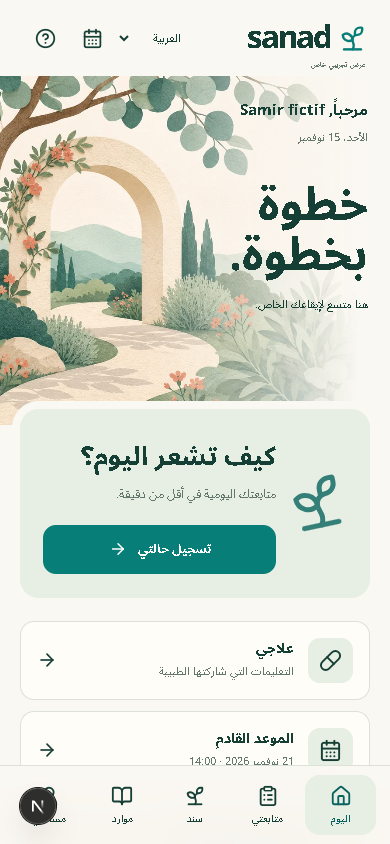 sanad
العربية
عرض تجريبي خاص
مرحباً, Samir fictif
الأحد، 15 نوفمبر
خطوة
بخطوة.
هنا متسع لإيقاعك الخاص.
كيف تشعر اليوم؟
متابعتك اليومية في أقل من دقيقة.
تسجيل حالتي
علاجي
التعليمات التي شاركتها الطبيبة
الموعد القادم
21 نوفمبر 2026 · 14:00
اليوم
متابعتي
سند
موارد
N